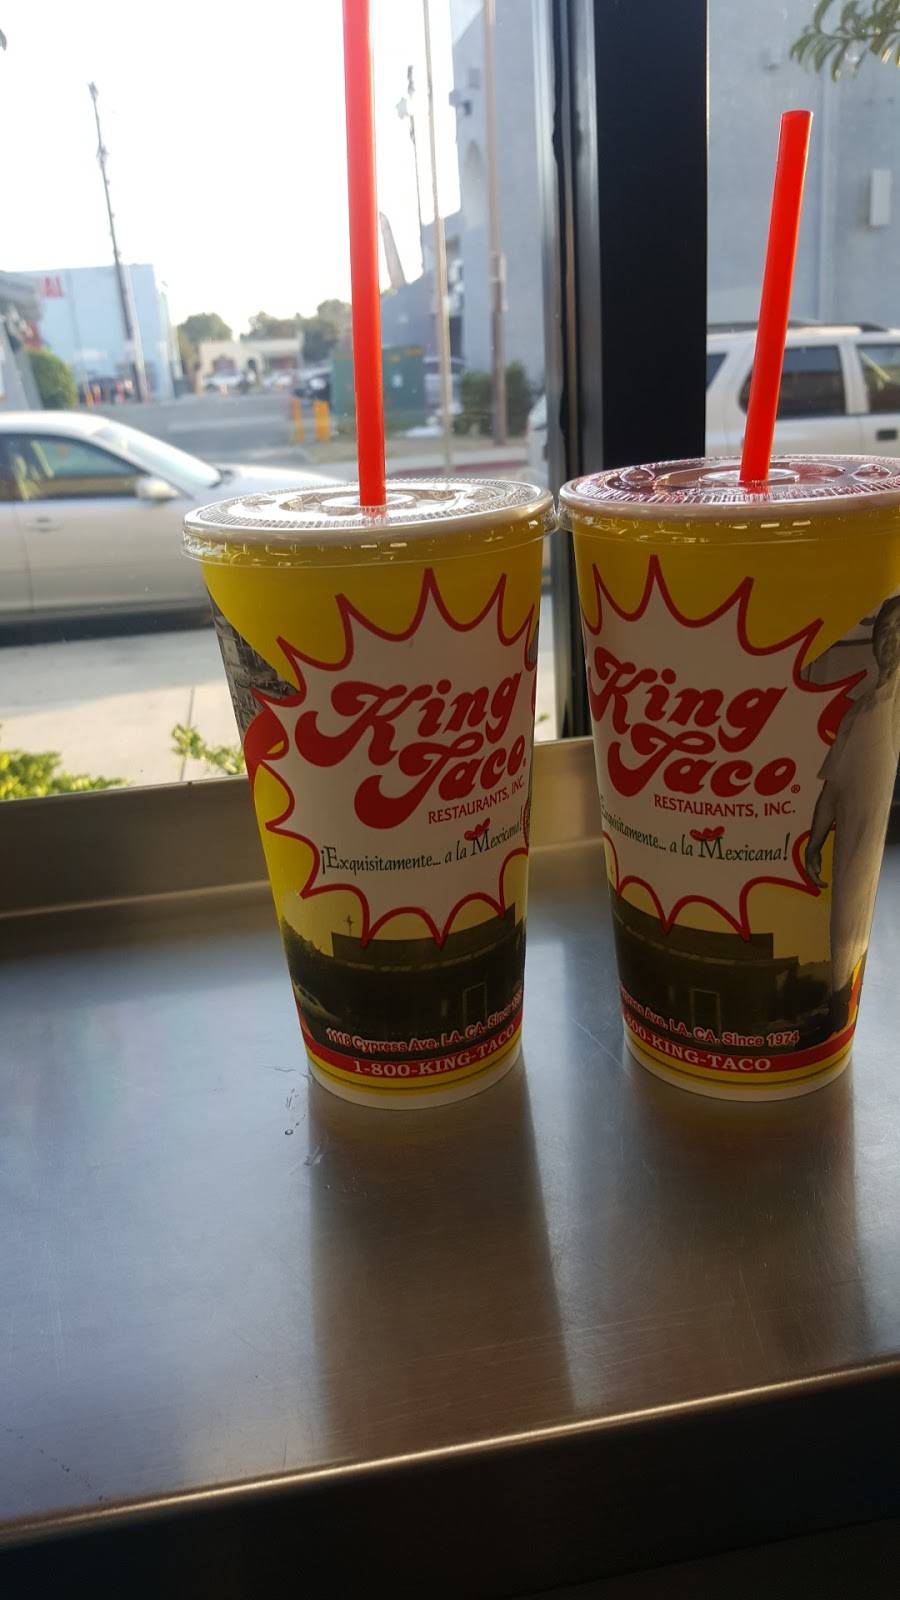 King
Taco
RESTAURANTS, INC.
¡Exquisitamente... a la Mexicana!
1118 Cypress Ave. LA. CA. Since
1-800-KING-TACO
King
Taco®
RESTAURANTS, INC.
Exquisitamente... a la Mexicana!
Ave. LA. CA. Since 1974
800-KING-TACO